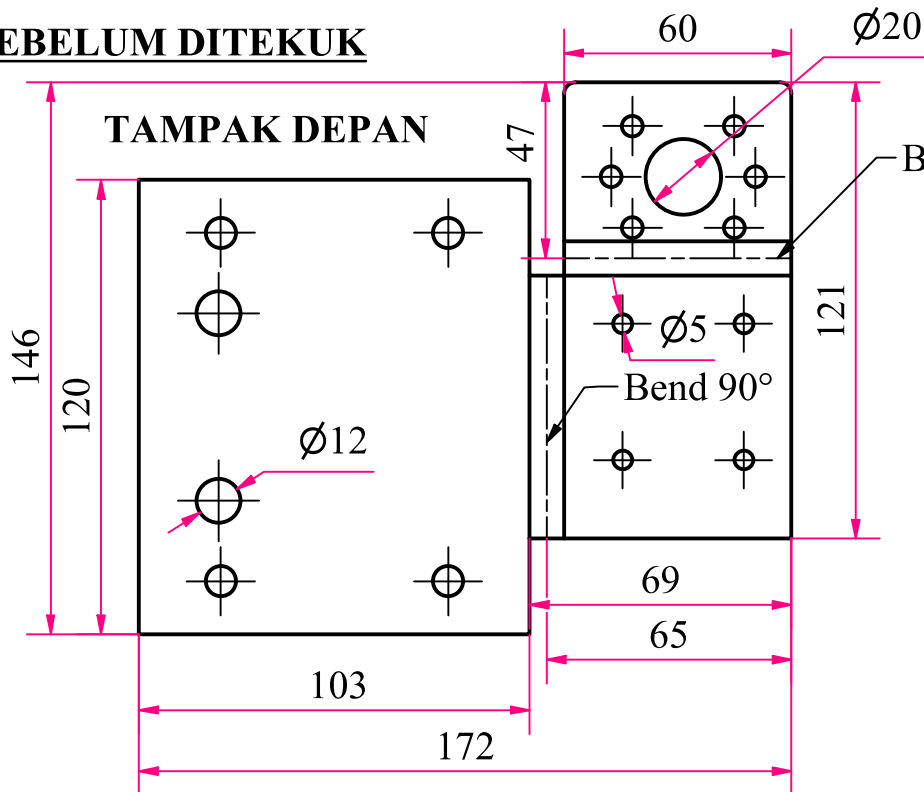 EBELUM DITEKUK
60
Ø20
TAMPAK DEPAN
47
B
146
120
121
Ø5
Bend 90°
Ø12
69
65
103
172